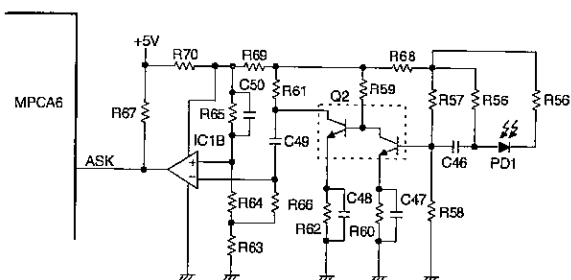 +5V
R70
R69
R68
C50
R61
Q2
R59
R57
R56
R56
MPCA6
R67
R65
IC1B
C49
C46
PD1
ASK
+
−
R64
R66
C48
C47
R58
R62
R60
R63